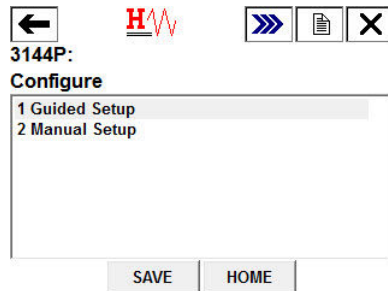 H
3144P:
Configure
1 Guided Setup
2 Manual Setup
SAVE HOME